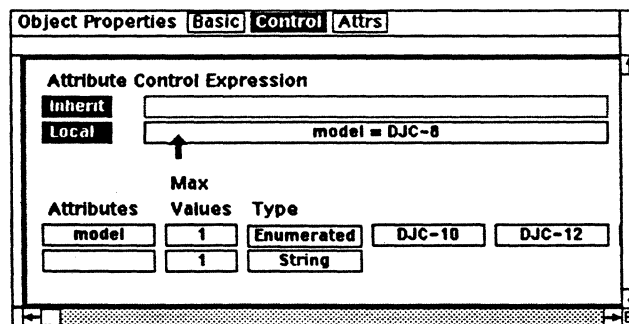 Object Properties Basic Control Attrs
Attribute Control Expression
Inherit
Local model = DJC-8
Max
Attributes Values Type
model 1 Enumerated DJC-10 DJC-12
1 String